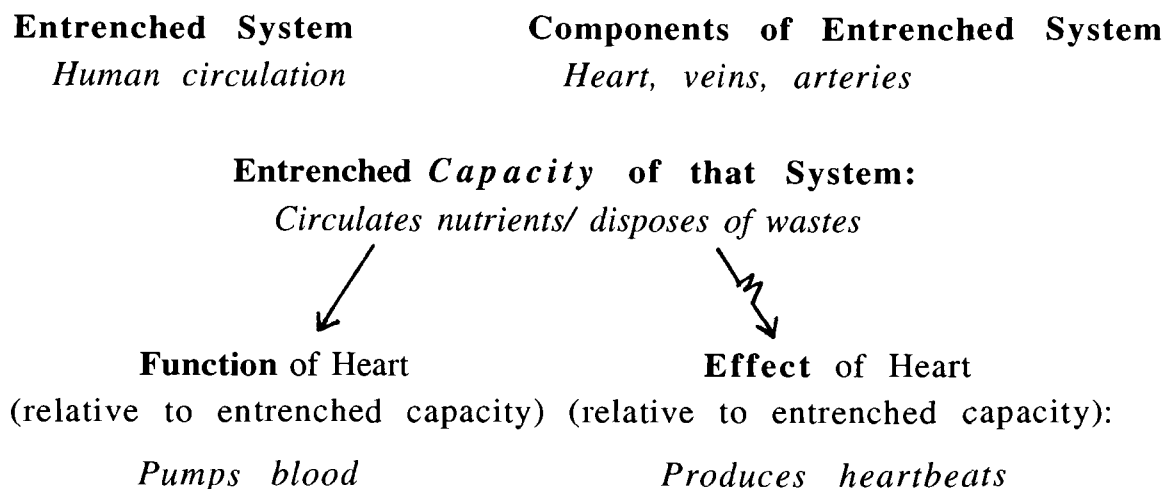 Entrenched System Components of Entrenched System
Human circulation Heart, veins, arteries
Entrenched Capacity of that System:
Circulates nutrients/ disposes of wastes
Function of Heart Effect of Heart
(relative to entrenched capacity) (relative to entrenched capacity):
Pumps blood Produces heartbeats